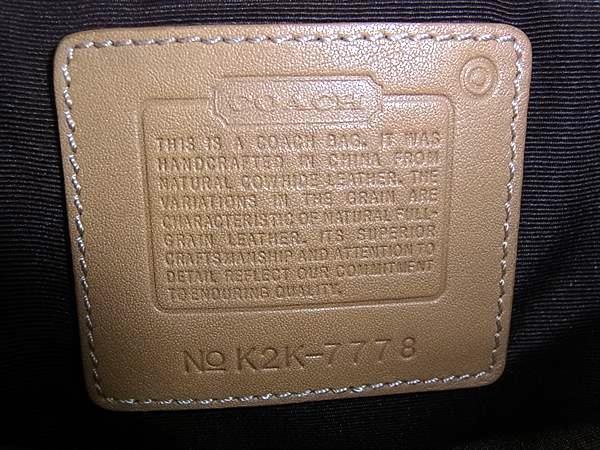 COACH
THIS IS A COACH BAG. IT WAS
HANDCRAFTED IN CHINA FROM
NATURAL COWHIDE LEATHER. THE
VARIATIONS IN THE GRAIN ARE
CHARACTERISTIC OF NATURAL FULL-
GRAIN LEATHER. ITS SUPERIOR
CRAFTSMANSHIP AND ATTENTION TO
DETAIL REFLECT OUR COMMITMENT
TO ENDURING QUALITY.
No K2K-7778